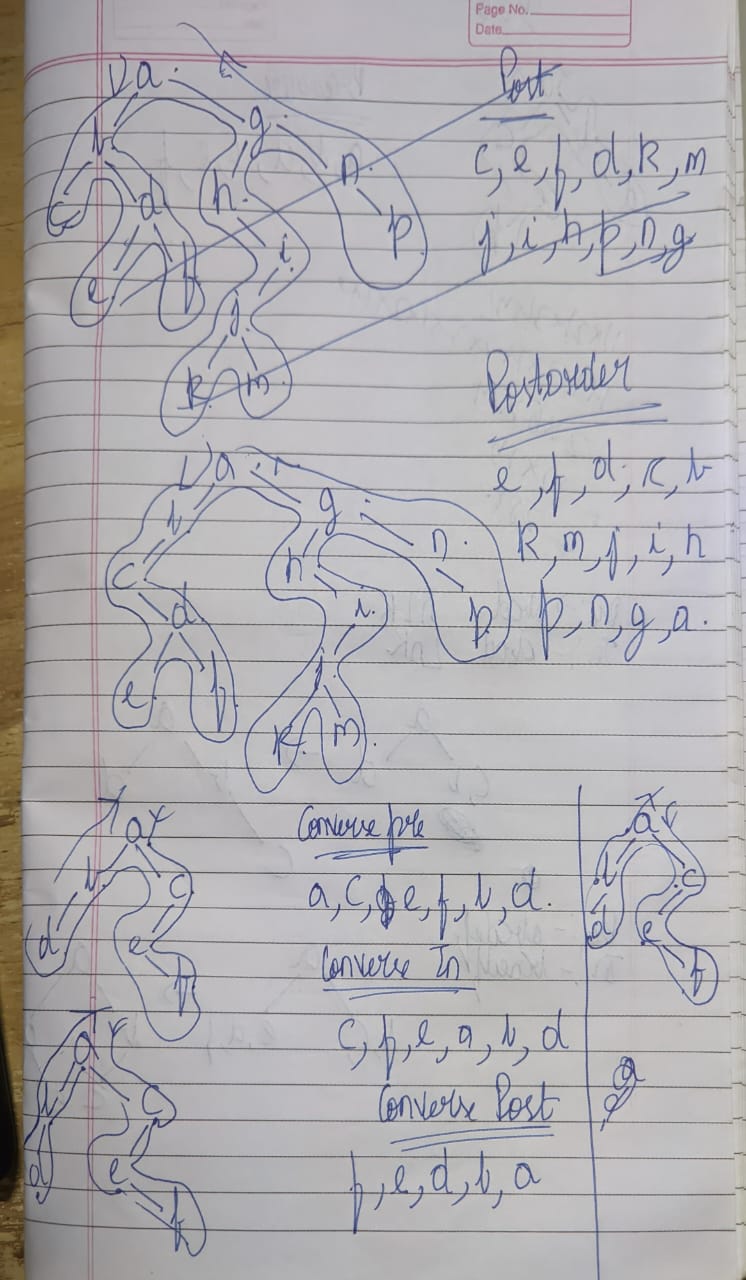 Page No.
Date
a
Post
b
g
c, e, f, d, k, m
n
c
d
h
p
j, i, h, p, n, g
i
e
f
j
k
m
Postorder
a
e, f, d, c, b
b
g
n
k, m, j, i, h
c
h
d
i
p
p, n, g, a.
e
f
j
k
m
a
Converse pre
a
b
c
a, c, e, f, b, d.
b
c
d
e
d
e
Converse In
f
f
a
c, f, e, a, b, d
b
c
Converse Post
a
d
e
f, e, d, b, a
f